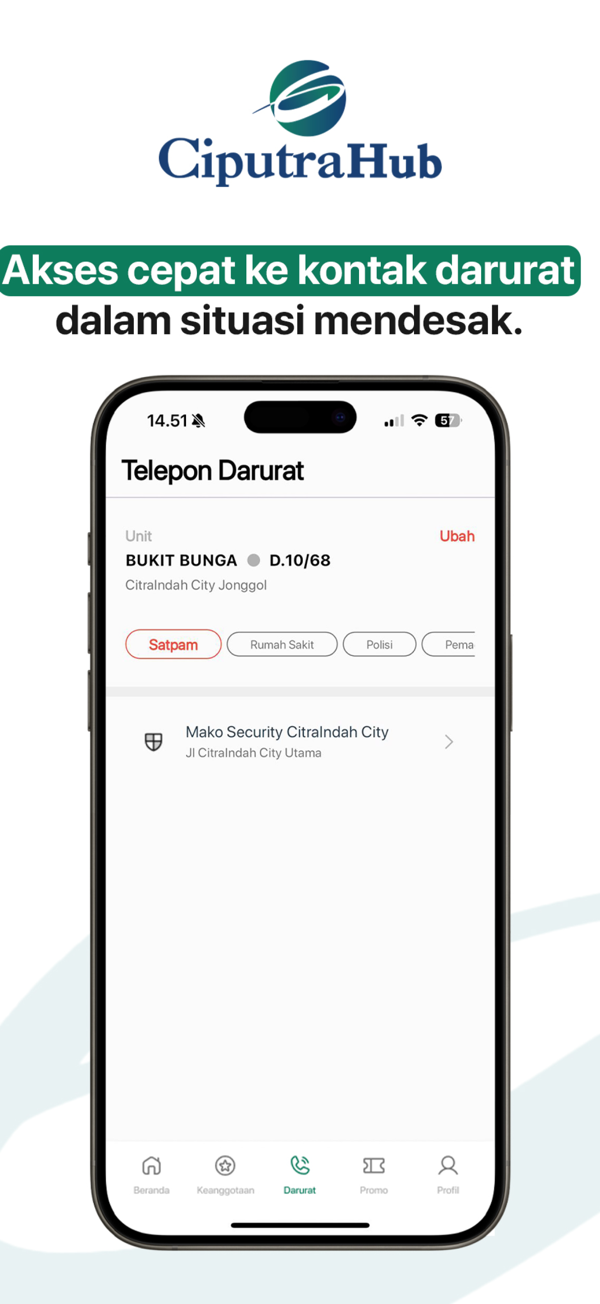 CiputraHub
Akses cepat ke kontak darurat
dalam situasi mendesak.
14.51
57
Telepon Darurat
Unit
Ubah
BUKIT BUNGA D.10/68
CitraIndah City Jonggol
Satpam
Rumah Sakit
Polisi
Pema
Mako Security CitraIndah City
Jl CitraIndah City Utama
Beranda
Keanggotaan
Darurat
Promo
Profil